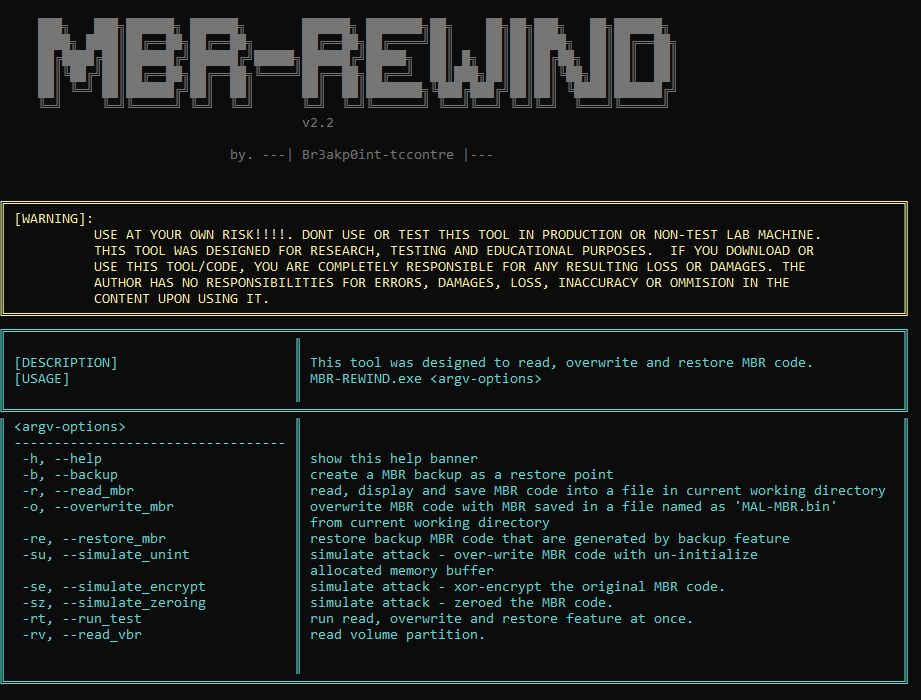 MBR-REWIND
v2.2
by. ---| Br3akp0int-tccontre |---
[WARNING]:
USE AT YOUR OWN RISK!!!!. DONT USE OR TEST THIS TOOL IN PRODUCTION OR NON-TEST LAB MACHINE.
THIS TOOL WAS DESIGNED FOR RESEARCH, TESTING AND EDUCATIONAL PURPOSES.  IF YOU DOWNLOAD OR
USE THIS TOOL/CODE, YOU ARE COMPLETELY RESPONSIBLE FOR ANY RESULTING LOSS OR DAMAGES. THE
AUTHOR HAS NO RESPONSIBILITIES FOR ERRORS, DAMAGES, LOSS, INACCURACY OR OMMISION IN THE
CONTENT UPON USING IT.
[DESCRIPTION] This tool was designed to read, overwrite and restore MBR code.
[USAGE] MBR-REWIND.exe <argv-options>
<argv-options>
----------------------------------
-h, --help show this help banner
-b, --backup create a MBR backup as a restore point
-r, --read_mbr read, display and save MBR code into a file in current working directory
-o, --overwrite_mbr overwrite MBR code with MBR saved in a file named as 'MAL-MBR.bin'
from current working directory
-re, --restore_mbr restore backup MBR code that are generated by backup feature
-su, --simulate_unint simulate attack - over-write MBR code with un-initialize
allocated memory buffer
-se, --simulate_encrypt simulate attack - xor-encrypt the original MBR code.
-sz, --simulate_zeroing simulate attack - zeroed the MBR code.
-rt, --run_test run read, overwrite and restore feature at once.
-rv, --read_vbr read volume partition.